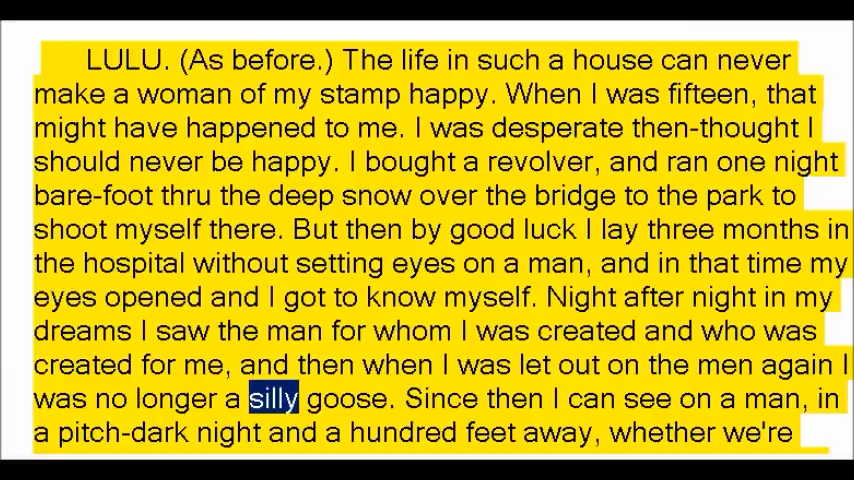 LULU. (As before.) The life in such a house can never
make a woman of my stamp happy. When I was fifteen, that
might have happened to me. I was desperate then-thought I
should never be happy. I bought a revolver, and ran one night
bare-foot thru the deep snow over the bridge to the park to
shoot myself there. But then by good luck I lay three months in
the hospital without setting eyes on a man, and in that time my
eyes opened and I got to know myself. Night after night in my
dreams I saw the man for whom I was created and who was
created for me, and then when I was let out on the men again I
was no longer a silly goose. Since then I can see on a man, in
a pitch-dark night and a hundred feet away, whether we're